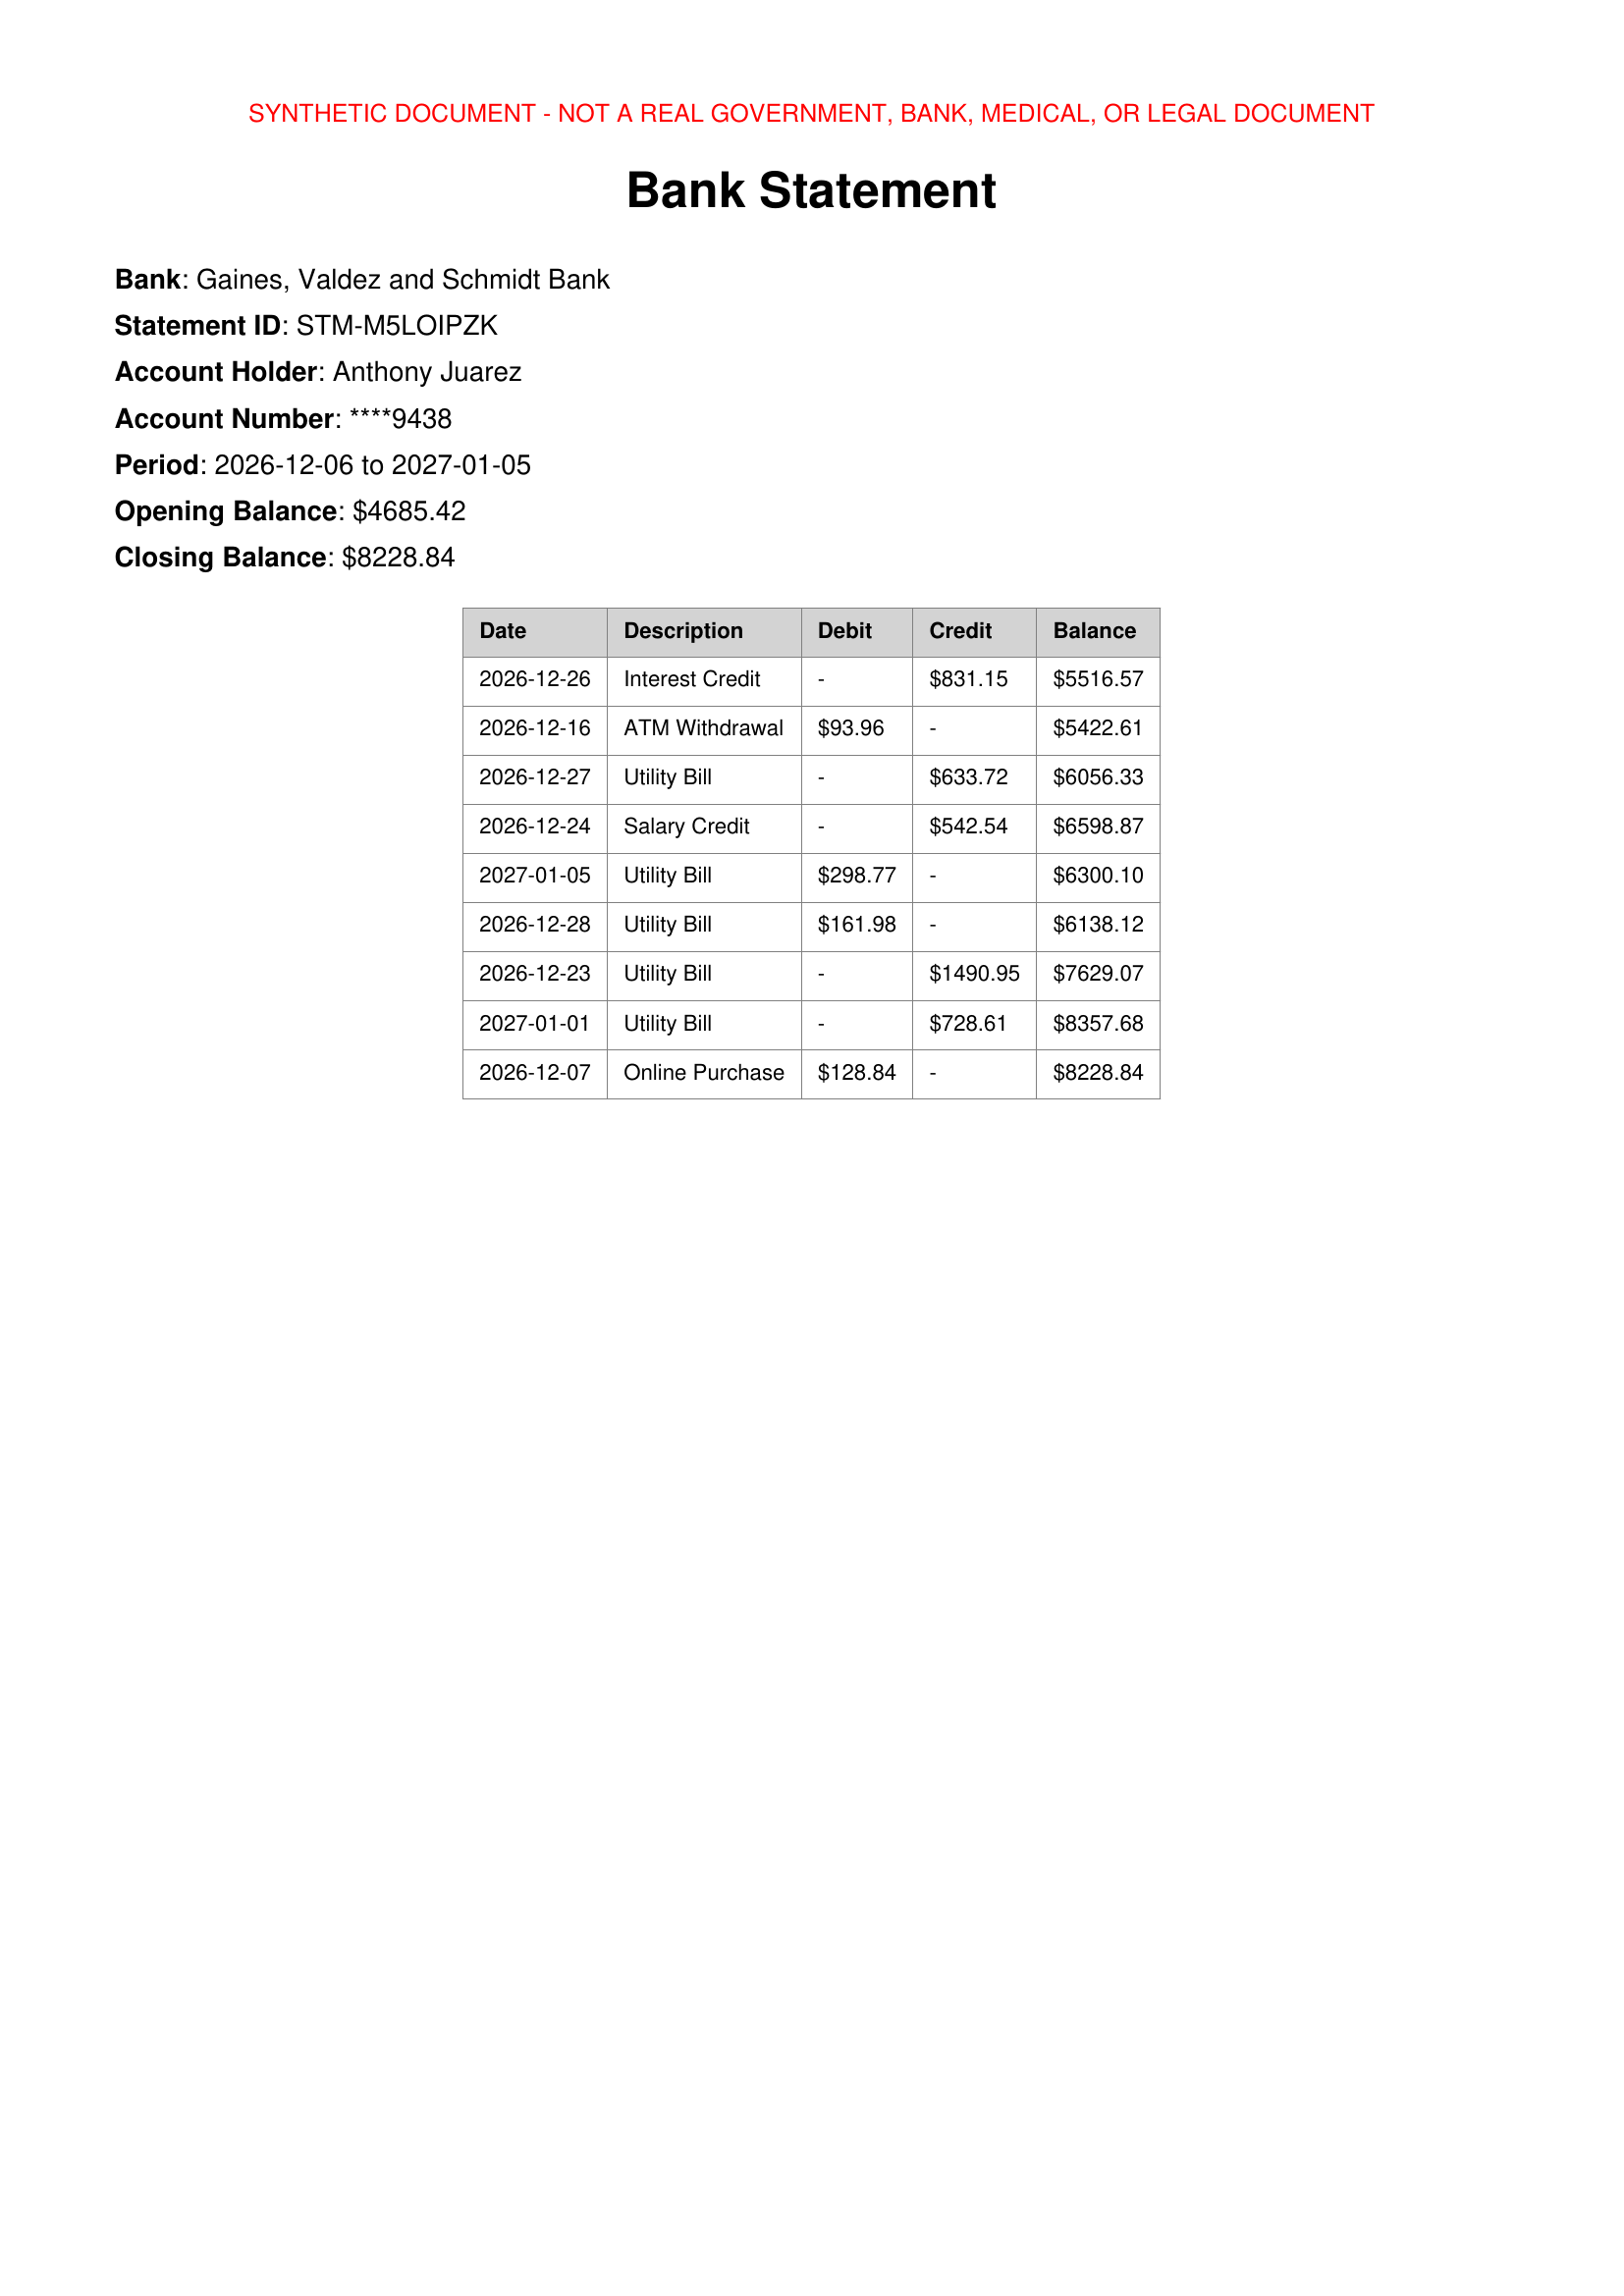 SYNTHETIC DOCUMENT - NOT A REAL GOVERNMENT, BANK, MEDICAL, OR LEGAL DOCUMENT
Bank Statement
Bank: Gaines, Valdez and Schmidt Bank
Statement ID: STM-M5LOIPZK
Account Holder: Anthony Juarez
Account Number: ****9438
Period: 2026-12-06 to 2027-01-05
Opening Balance: $4685.42
Closing Balance: $8228.84
Date Description Debit Credit Balance
2026-12-26 Interest Credit - $831.15 $5516.57
2026-12-16 ATM Withdrawal $93.96 - $5422.61
2026-12-27 Utility Bill - $633.72 $6056.33
2026-12-24 Salary Credit - $542.54 $6598.87
2027-01-05 Utility Bill $298.77 - $6300.10
2026-12-28 Utility Bill $161.98 - $6138.12
2026-12-23 Utility Bill - $1490.95 $7629.07
2027-01-01 Utility Bill - $728.61 $8357.68
2026-12-07 Online Purchase $128.84 - $8228.84